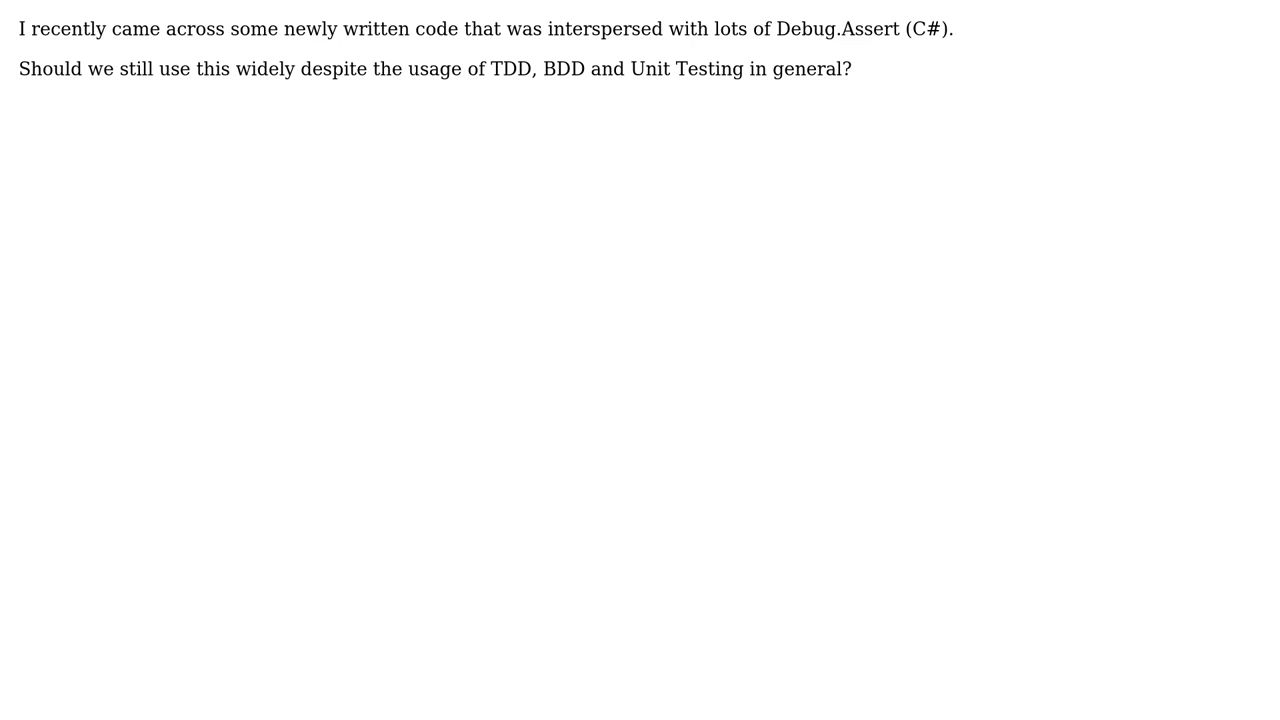 I recently came across some newly written code that was interspersed with lots of Debug.Assert (C#).
Should we still use this widely despite the usage of TDD, BDD and Unit Testing in general?